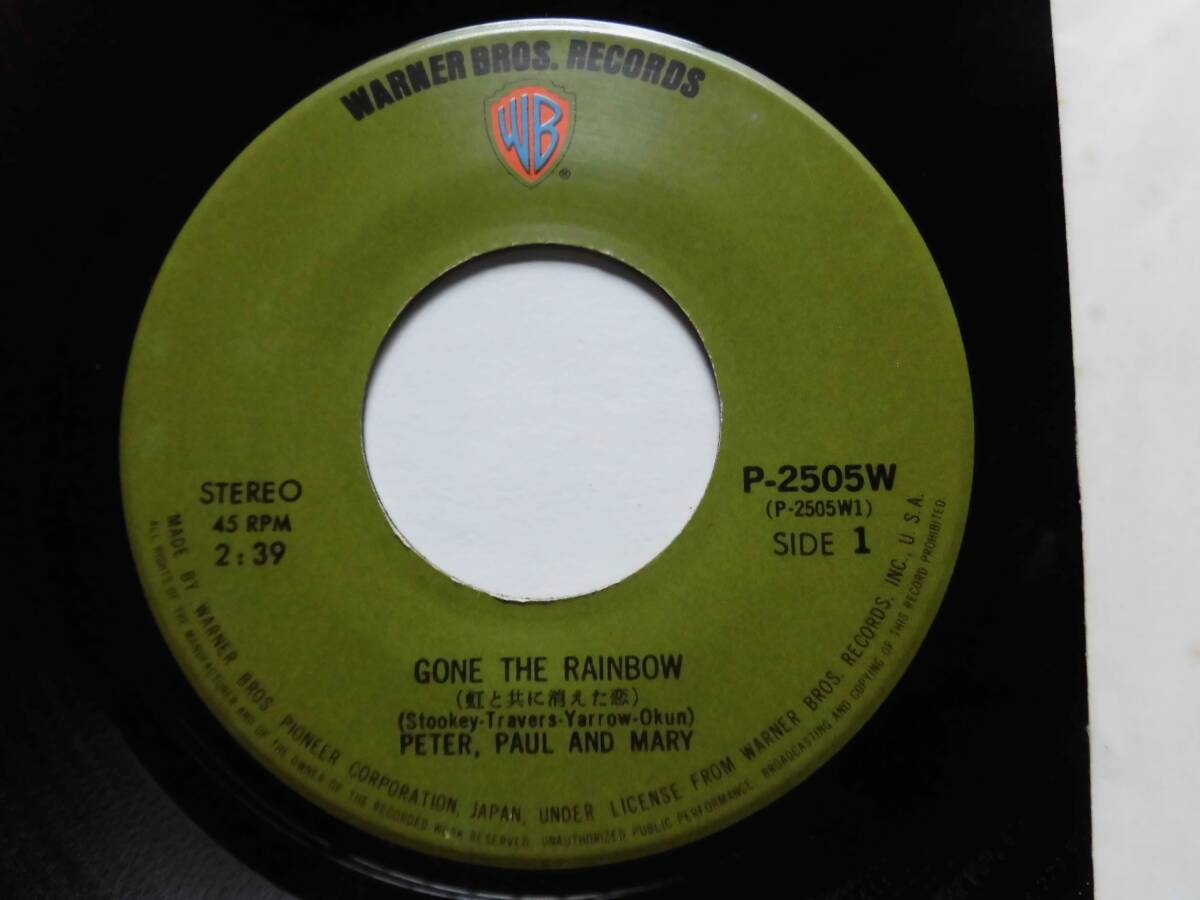 WARNER BROS. RECORDS
WB
®
STEREO
45 RPM
2:39
P-2505W
(P-2505W1)
SIDE 1
GONE THE RAINBOW
(虹と共に消えた恋)
(Stookey-Travers-Yarrow-Okun)
PETER, PAUL AND MARY
MADE BY WARNER BROS PIONEER CORPORATION, JAPAN, UNDER LICENSE FROM WARNER BROS. RECORDS, INC., U.S.A.
ALL RIGHTS OF THE MANUFACTURER AND OF THE OWNER OF THE RECORDED WORK RESERVED. UNAUTHORIZED PUBLIC PERFORMANCE, BROADCASTING AND COPYING OF THIS RECORD PROHIBITED